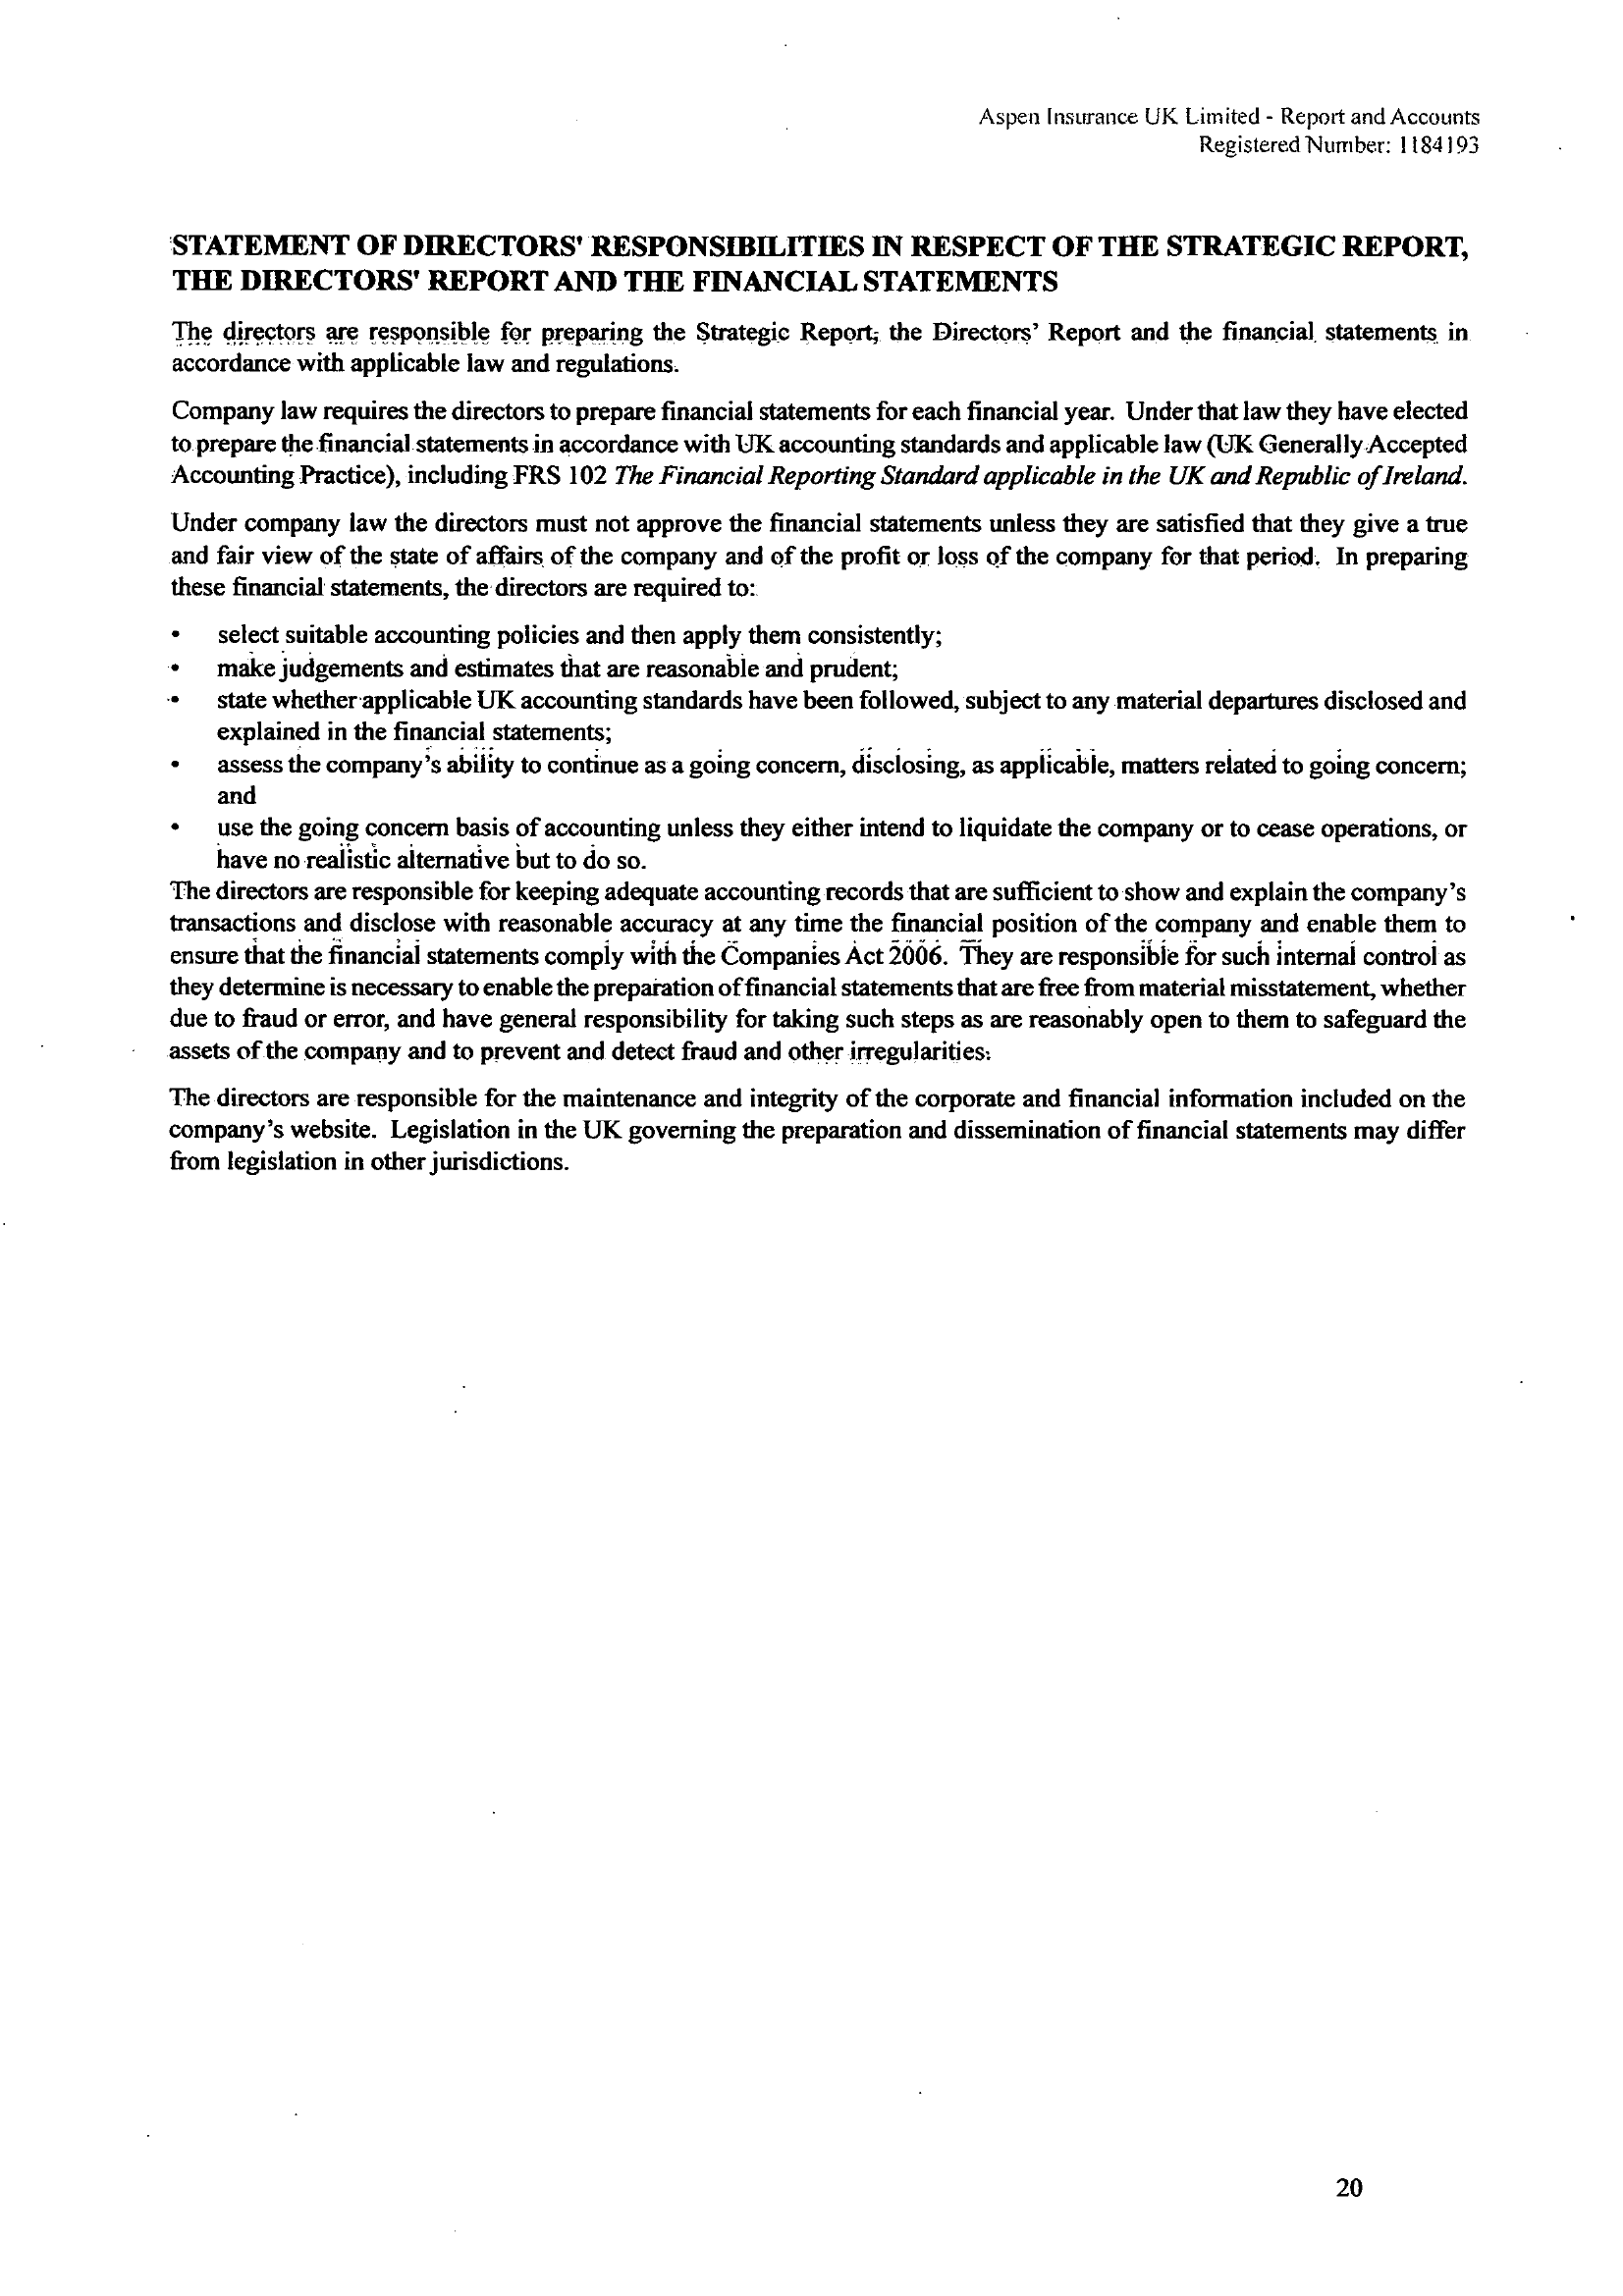 Aspen Insurance UK Limited - Report and Accounts
Registered Number: 1184193
STATEMENT OF DIRECTORS' RESPONSIBILITIES IN RESPECT OF THE STRATEGIC REPORT,
THE DIRECTORS' REPORT AND THE FINANCIAL STATEMENTS
The directors are responsible for preparing the Strategic Report, the Directors’ Report and the financial statements in
accordance with applicable law and regulations.
Company law requires the directors to prepare financial statements for each financial year. Under that law they have elected
to prepare the financial statements in accordance with UK accounting standards and applicable law (UK Generally Accepted
Accounting Practice), including FRS 102 The Financial Reporting Standard applicable in the UK and Republic of Ireland.
Under company law the directors must not approve the financial statements unless they are satisfied that they give a true
and fair view of the state of affairs of the company and of the profit or loss of the company for that period. In preparing
these financial statements, the directors are required to:
• select suitable accounting policies and then apply them consistently;
• make judgements and estimates that are reasonable and prudent;
• state whether applicable UK accounting standards have been followed, subject to any material departures disclosed and
explained in the financial statements;
• assess the company’s ability to continue as a going concern, disclosing, as applicable, matters related to going concern;
and
• use the going concern basis of accounting unless they either intend to liquidate the company or to cease operations, or
have no realistic alternative but to do so.
The directors are responsible for keeping adequate accounting records that are sufficient to show and explain the company’s
transactions and disclose with reasonable accuracy at any time the financial position of the company and enable them to
ensure that the financial statements comply with the Companies Act 2006. They are responsible for such internal control as
they determine is necessary to enable the preparation of financial statements that are free from material misstatement, whether
due to fraud or error, and have general responsibility for taking such steps as are reasonably open to them to safeguard the
assets of the company and to prevent and detect fraud and other irregularities.
The directors are responsible for the maintenance and integrity of the corporate and financial information included on the
company’s website. Legislation in the UK governing the preparation and dissemination of financial statements may differ
from legislation in other jurisdictions.
20